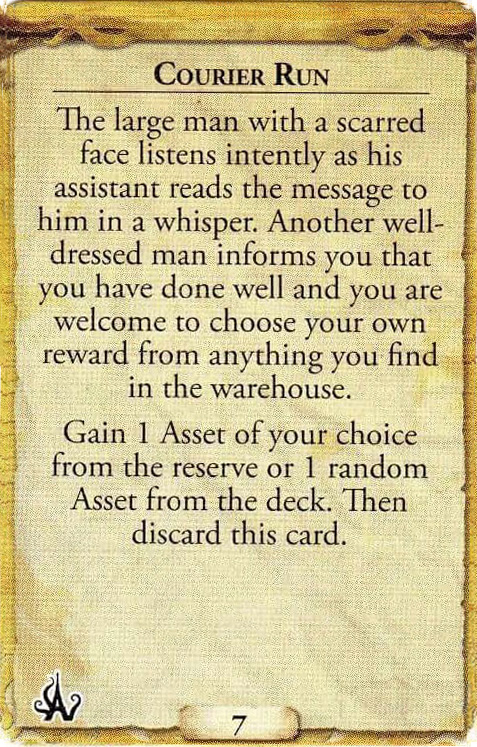 COURIER RUN
The large man with a scarred
face listens intently as his
assistant reads the message to
him in a whisper. Another well-
dressed man informs you that
you have done well and you are
welcome to choose your own
reward from anything you find
in the warehouse.
Gain 1 Asset of your choice
from the reserve or 1 random
Asset from the deck. Then
discard this card.
7